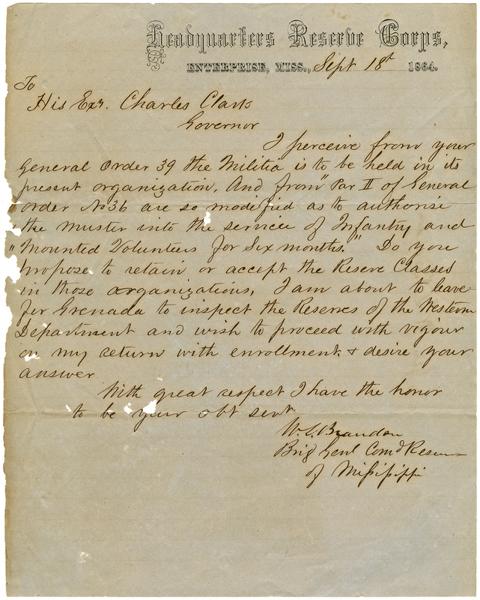 Headquarters Reserve Corps,
ENTERPRISE, MISS., Sept 18th 1864.
To
His Exy. Charles Clark
Governor
I perceive from your
General Order 39 the Militia is to be held in its
present organization. And from "Par II of General
order No 36 are so modified as to authorise
the muster into the service of Infantry and
"Mounted Volunteers for Six months." Do you
propose to retain or accept the Reserve Classes
in those organizations, I am about to leave
for Grenada to inspect the Reserves of the Western
Department and wish to proceed with vigour
on my return with enrollment & desire your
answer
With great respect I have the honor
to be your obt servt
W. L. Brandon
Brig Genl Comd Reserve
of Mississippi